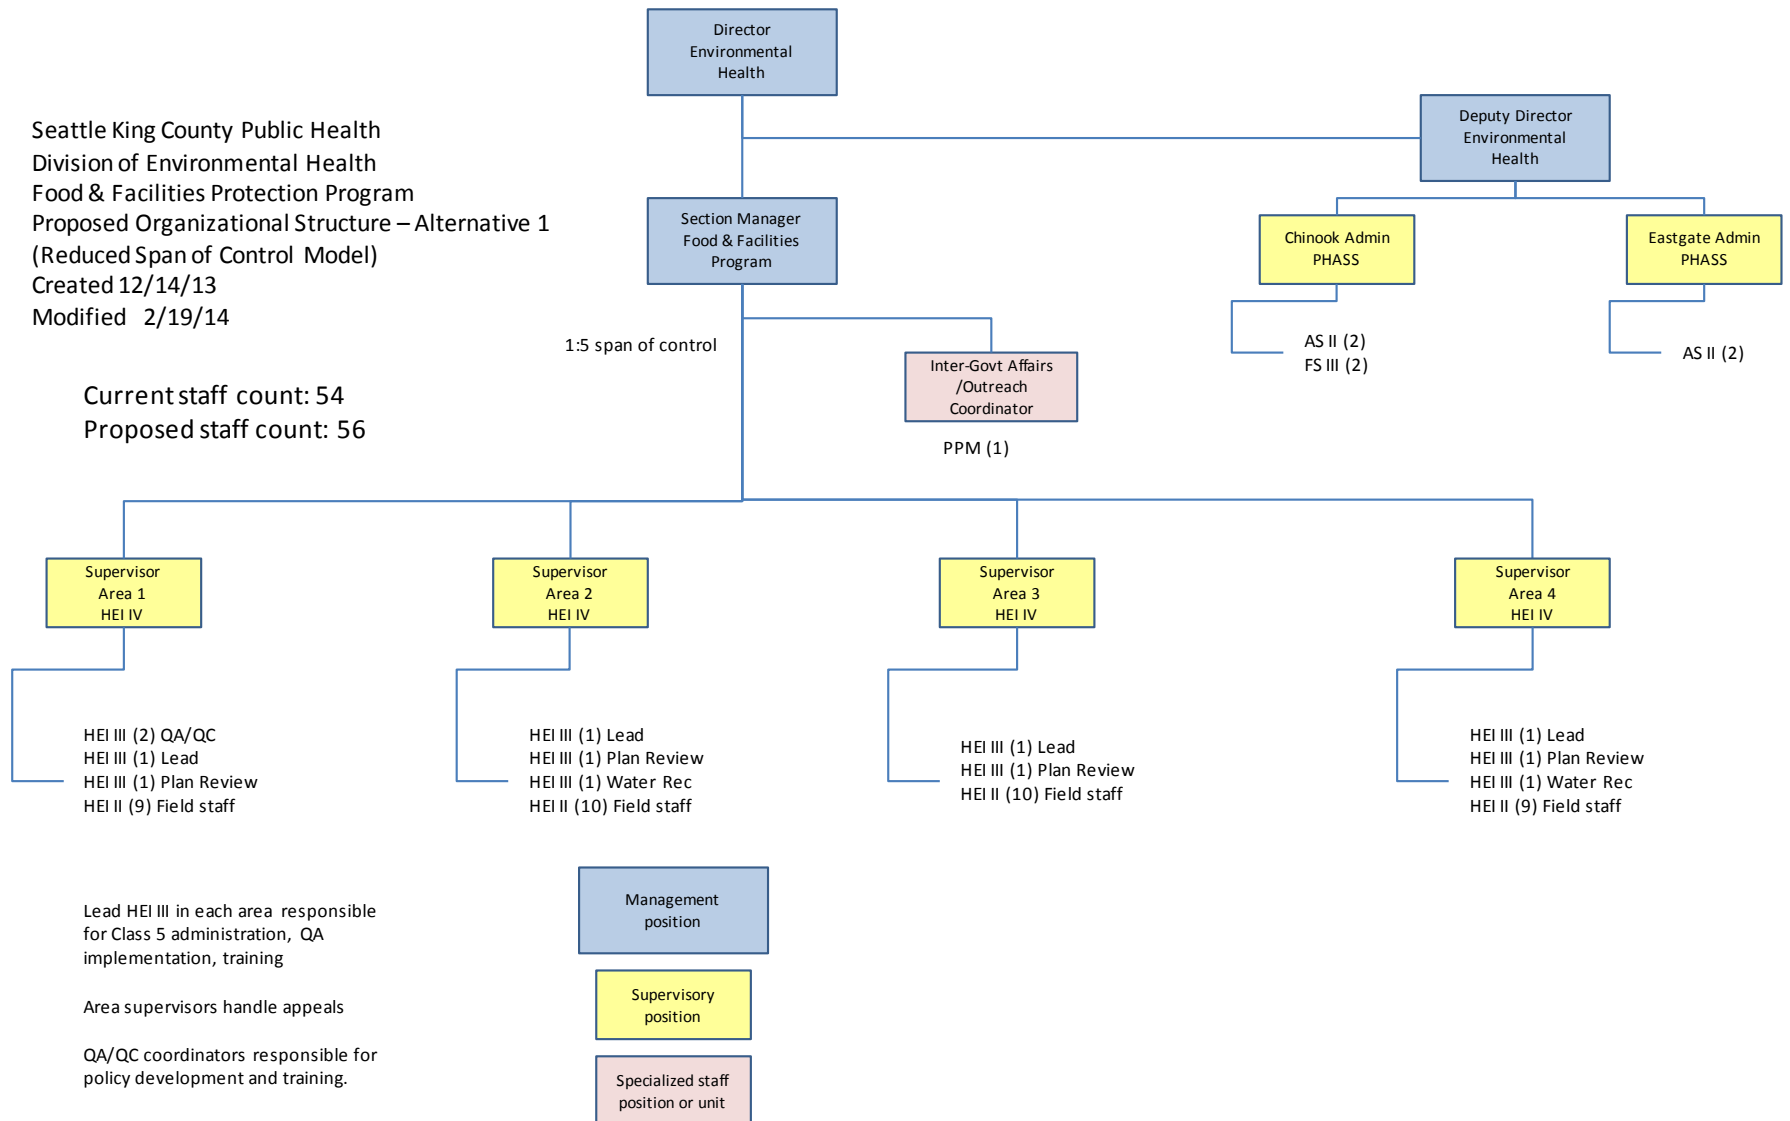 Director
Environmental
Health
Deputy Director
Environmental
Health
Seattle King County Public Health
Division of Environmental Health
Food & Facilities Protection Program
Proposed Organizational Structure – Alternative 1
(Reduced Span of Control Model)
Created 12/14/13
Modified 2/19/14
Section Manager
Food & Facilities
Program
Chinook Admin
PHASS
Eastgate Admin
PHASS
1:5 span of control
AS II (2)
FS III (2)
AS II (2)
Inter-Govt Affairs
/Outreach
Coordinator
PPM (1)
Current staff count: 54
Proposed staff count: 56
Supervisor
Area 1
HEI IV
Supervisor
Area 2
HEI IV
Supervisor
Area 3
HEI IV
Supervisor
Area 4
HEI IV
HEI III (2) QA/QC
HEI III (1) Lead
HEI III (1) Plan Review
HEI II (9) Field staff
HEI III (1) Lead
HEI III (1) Plan Review
HEI III (1) Water Rec
HEI II (10) Field staff
HEI III (1) Lead
HEI III (1) Plan Review
HEI II (10) Field staff
HEI III (1) Lead
HEI III (1) Plan Review
HEI III (1) Water Rec
HEI II (9) Field staff
Lead HEI III in each area responsible
for Class 5 administration, QA
implementation, training
Area supervisors handle appeals
QA/QC coordinators responsible for
policy development and training.
Management
position
Supervisory
position
Specialized staff
position or unit